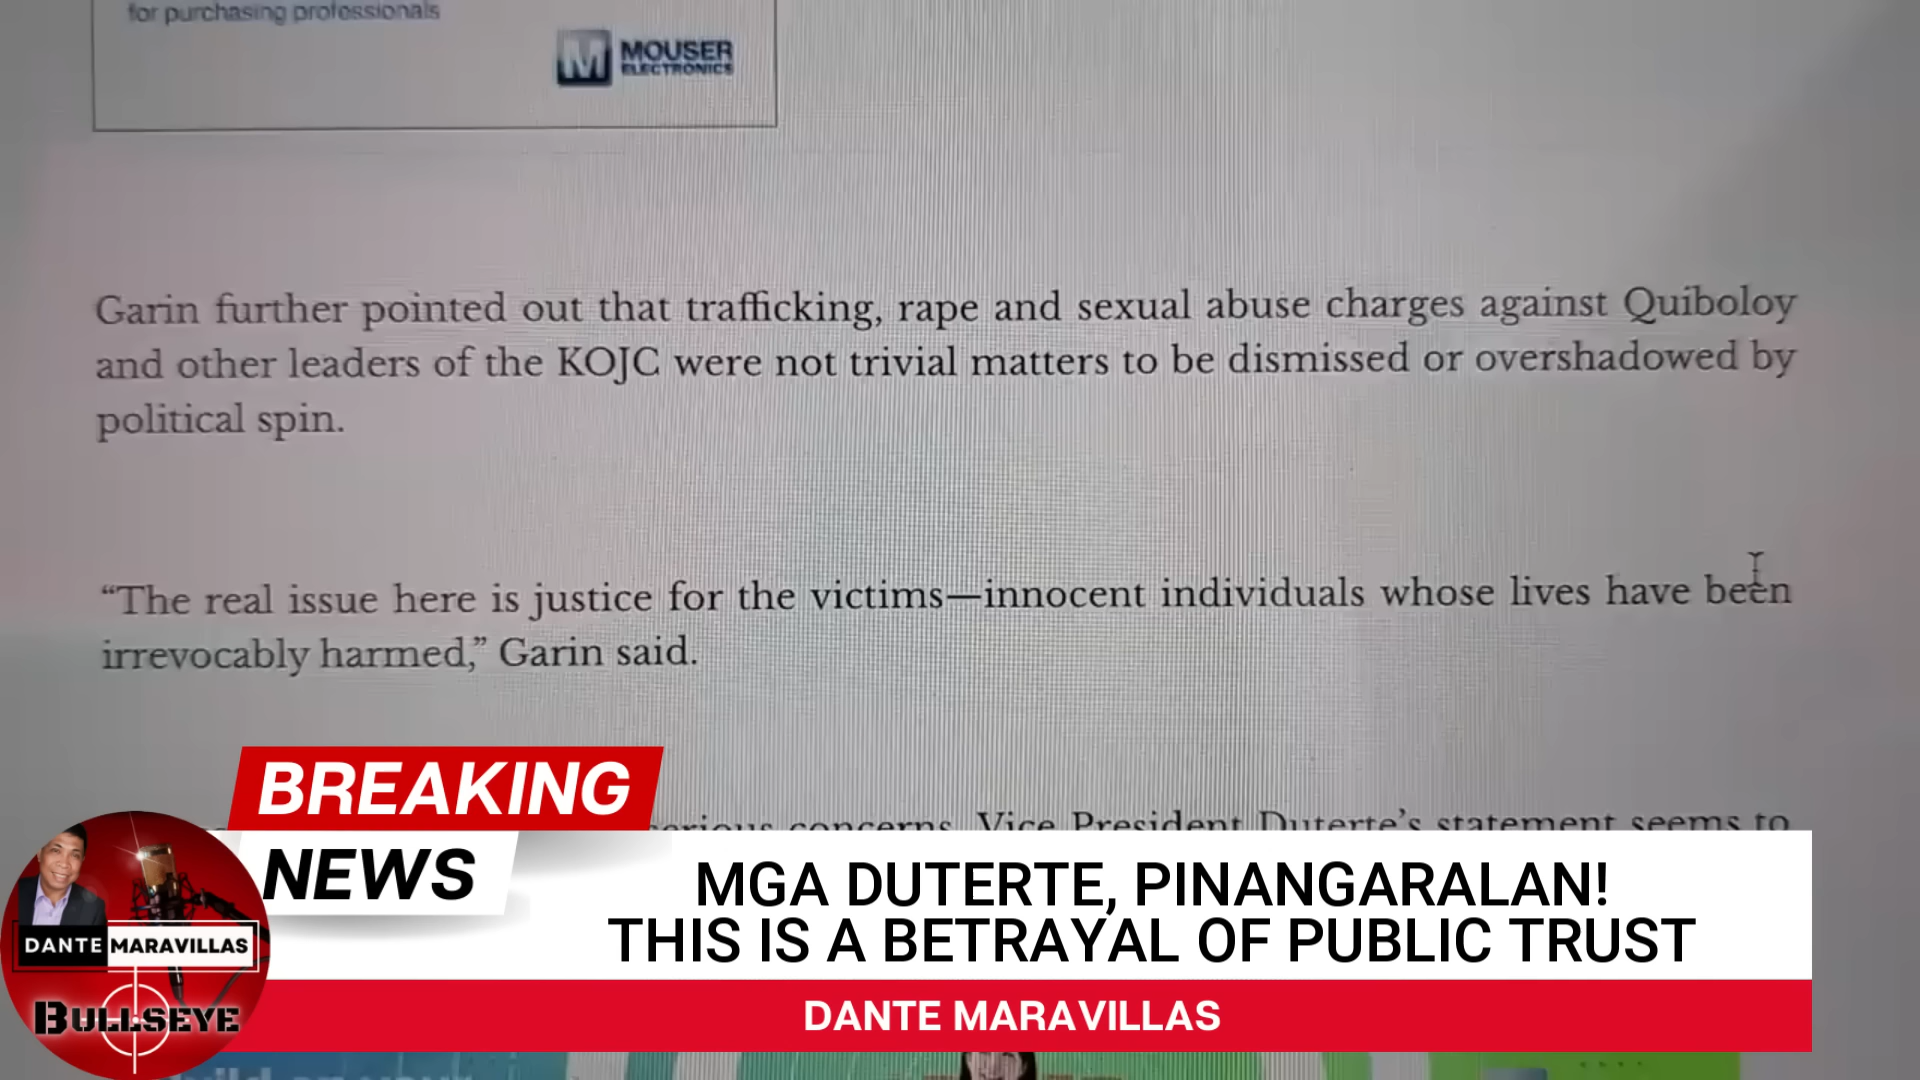 for purchasing professionals
M MOUSER
ELECTRONICS
Garin further pointed out that trafficking, rape and sexual abuse charges against Quiboloy
and other leaders of the KOJC were not trivial matters to be dismissed or overshadowed by
political spin.
“The real issue here is justice for the victims—innocent individuals whose lives have been
irrevocably harmed,” Garin said.
concerns, Vice President Duterte’s statement seems to
BREAKING
NEWS
MGA DUTERTE, PINANGARALAN!
THIS IS A BETRAYAL OF PUBLIC TRUST
DANTE MARAVILLAS
BULLSEYE
DANTE MARAVILLAS